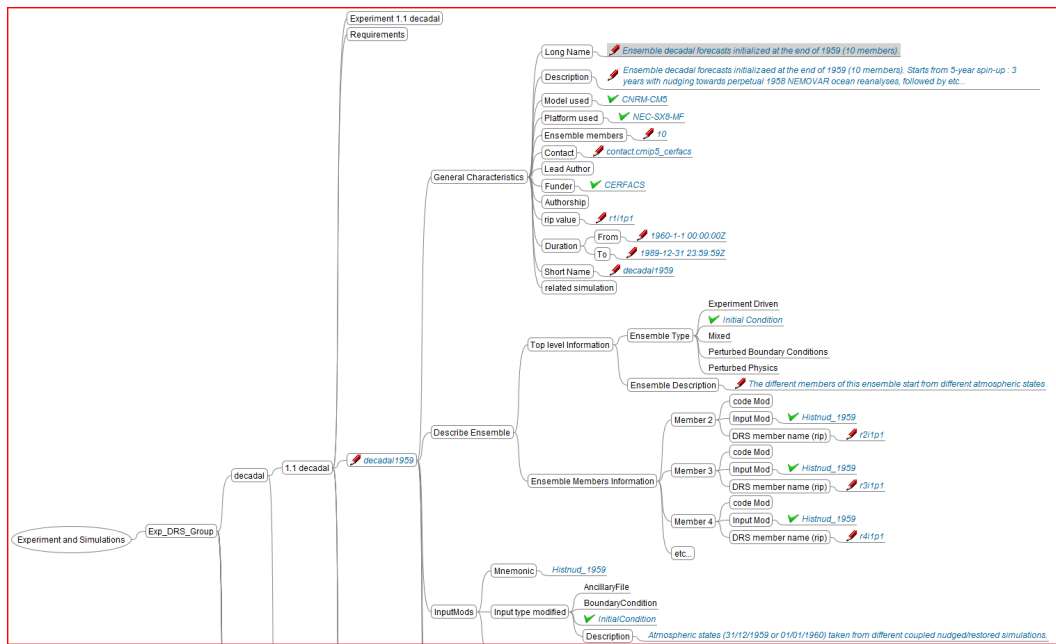 Experiment 1.1 decadal
Requirements
Long Name
Ensemble decadal forecasts initialized at the end of 1959 (10 members).
Description
Ensemble decadal forecasts initializaed at the end of 1959 (10 members). Starts from 5-year spin-up : 3
years with nudging towards perpetual 1958 NEMOVAR ocean reanalyses, followed by etc...
Model used
CNRM-CM5
Platform used
NEC-SX8-MF
Ensemble members
10
Contact
contact.cmip5_cerfacs
General Characteristics
Lead Author
Funder
CERFACS
Authorship
rip value
r1i1p1
Duration
From
1960-1-1 00:00:00Z
To
1989-12-31 23:59:59Z
Short Name
decadal1959
related simulation
Top level Information
Ensemble Type
Experiment Driven
Initial Condition
Mixed
Perturbed Boundary Conditions
Perturbed Physics
Ensemble Description
The different members of this ensemble start from different atmospheric states
Describe Ensemble
Ensemble Members Information
Member 2
code Mod
Input Mod
Histnud_1959
DRS member name (rip)
r2i1p1
Member 3
code Mod
Input Mod
Histnud_1959
DRS member name (rip)
r3i1p1
Member 4
code Mod
Input Mod
Histnud_1959
DRS member name (rip)
r4i1p1
etc...
Experiment and Simulations
Exp_DRS_Group
decadal
1.1 decadal
decadal1959
InputMods
Mnemonic
Histnud_1959
Input type modified
AncillaryFile
BoundaryCondition
InitialCondition
Description
Atmospheric states (31/12/1959 or 01/01/1960) taken from different coupled nudged/restored simulations.